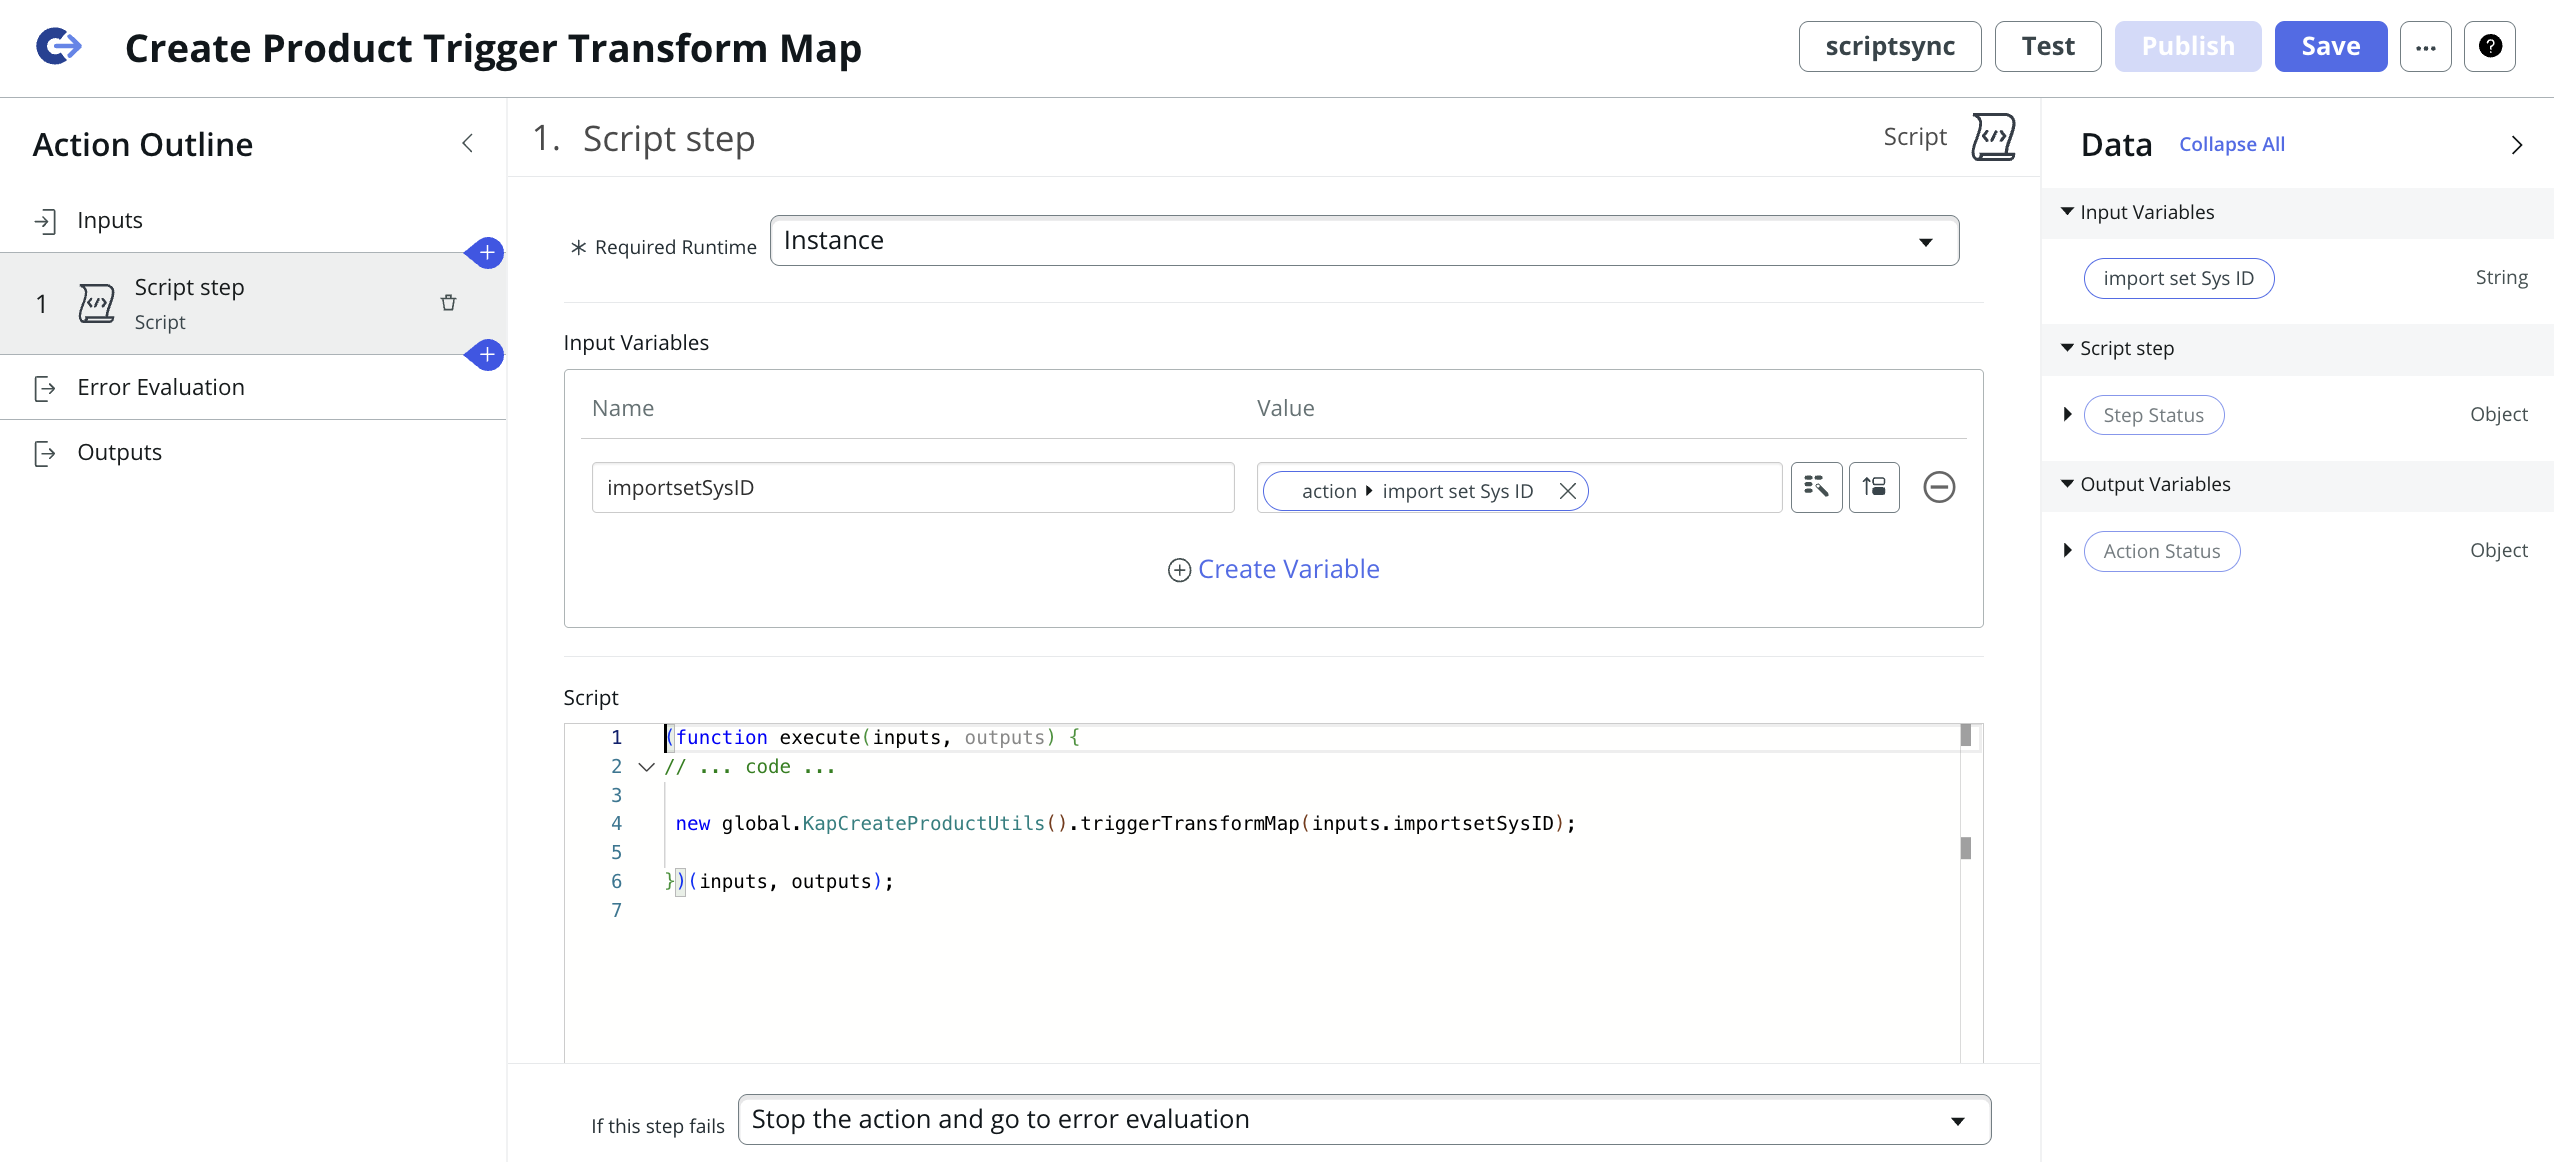 Create Product Trigger Transform Map
scriptsync
Test
Publish
Save
...
?
Action Outline
Inputs
1
Script step
Script
Error Evaluation
Outputs
1. Script step
Script
* Required Runtime
Instance
Input Variables
Name
Value
importsetSysID
action import set Sys ID
Create Variable
Script
1 (function execute(inputs, outputs) {
2 // ... code ...
3
4 new global.KapCreateProductUtils().triggerTransformMap(inputs.importsetSysID);
5
6 })(inputs, outputs);
7
If this step fails
Stop the action and go to error evaluation
Data
Collapse All
Input Variables
import set Sys ID
String
Script step
Step Status
Object
Output Variables
Action Status
Object